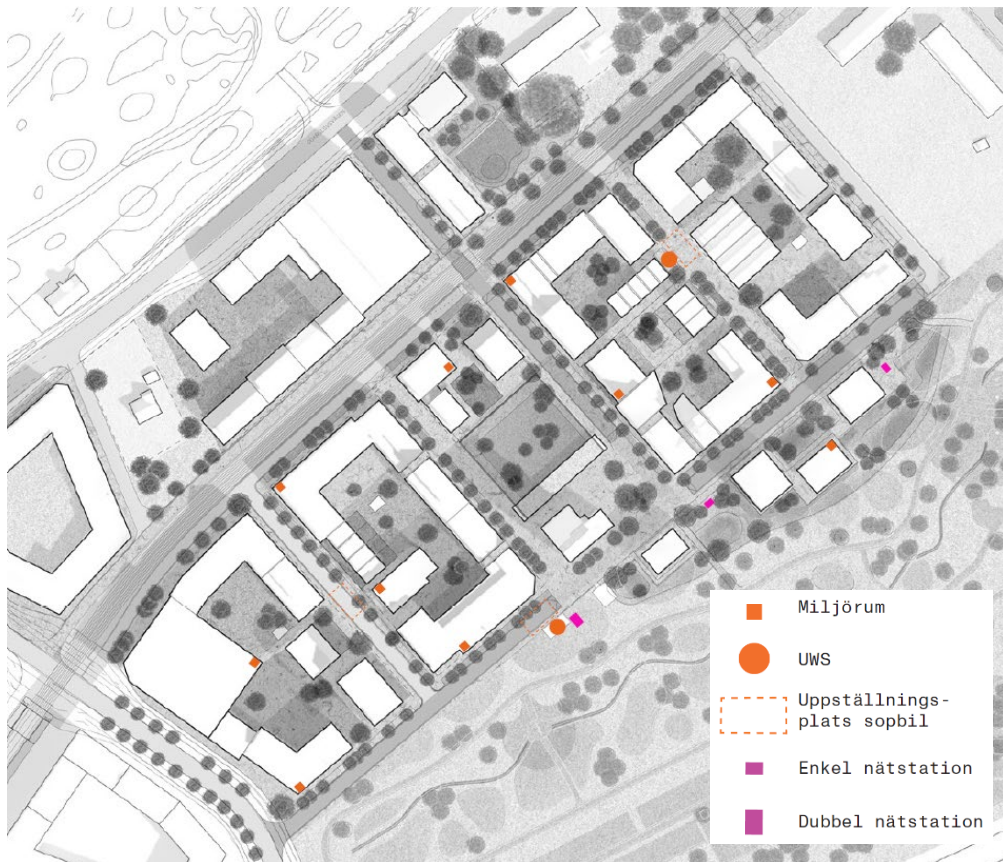 Miljörum
UWS
Uppställnings-
plats sopbil
Enkel nätstation
Dubbel nätstation